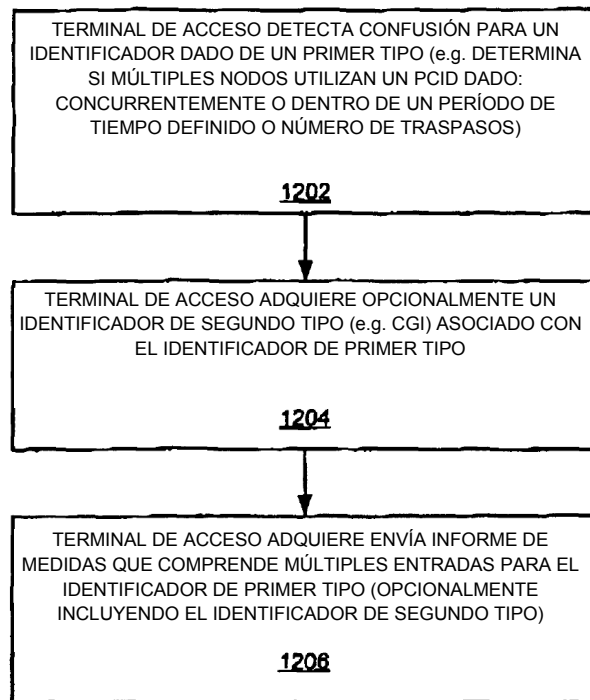 TERMINAL DE ACCESO DETECTA CONFUSIÓN PARA UN
IDENTIFICADOR DADO DE UN PRIMER TIPO (e.g. DETERMINA
SI MÚLTIPLES NODOS UTILIZAN UN PCID DADO:
CONCURRENTEMENTE O DENTRO DE UN PERÍODO DE
TIEMPO DEFINIDO O NÚMERO DE TRASPASOS)
1202
TERMINAL DE ACCESO ADQUIERE OPCIONALMENTE UN
IDENTIFICADOR DE SEGUNDO TIPO (e.g. CGI) ASOCIADO CON
EL IDENTIFICADOR DE PRIMER TIPO
1204
TERMINAL DE ACCESO ADQUIERE ENVÍA INFORME DE
MEDIDAS QUE COMPRENDE MÚLTIPLES ENTRADAS PARA EL
IDENTIFICADOR DE PRIMER TIPO (OPCIONALMENTE
INCLUYENDO EL IDENTIFICADOR DE SEGUNDO TIPO)
1206